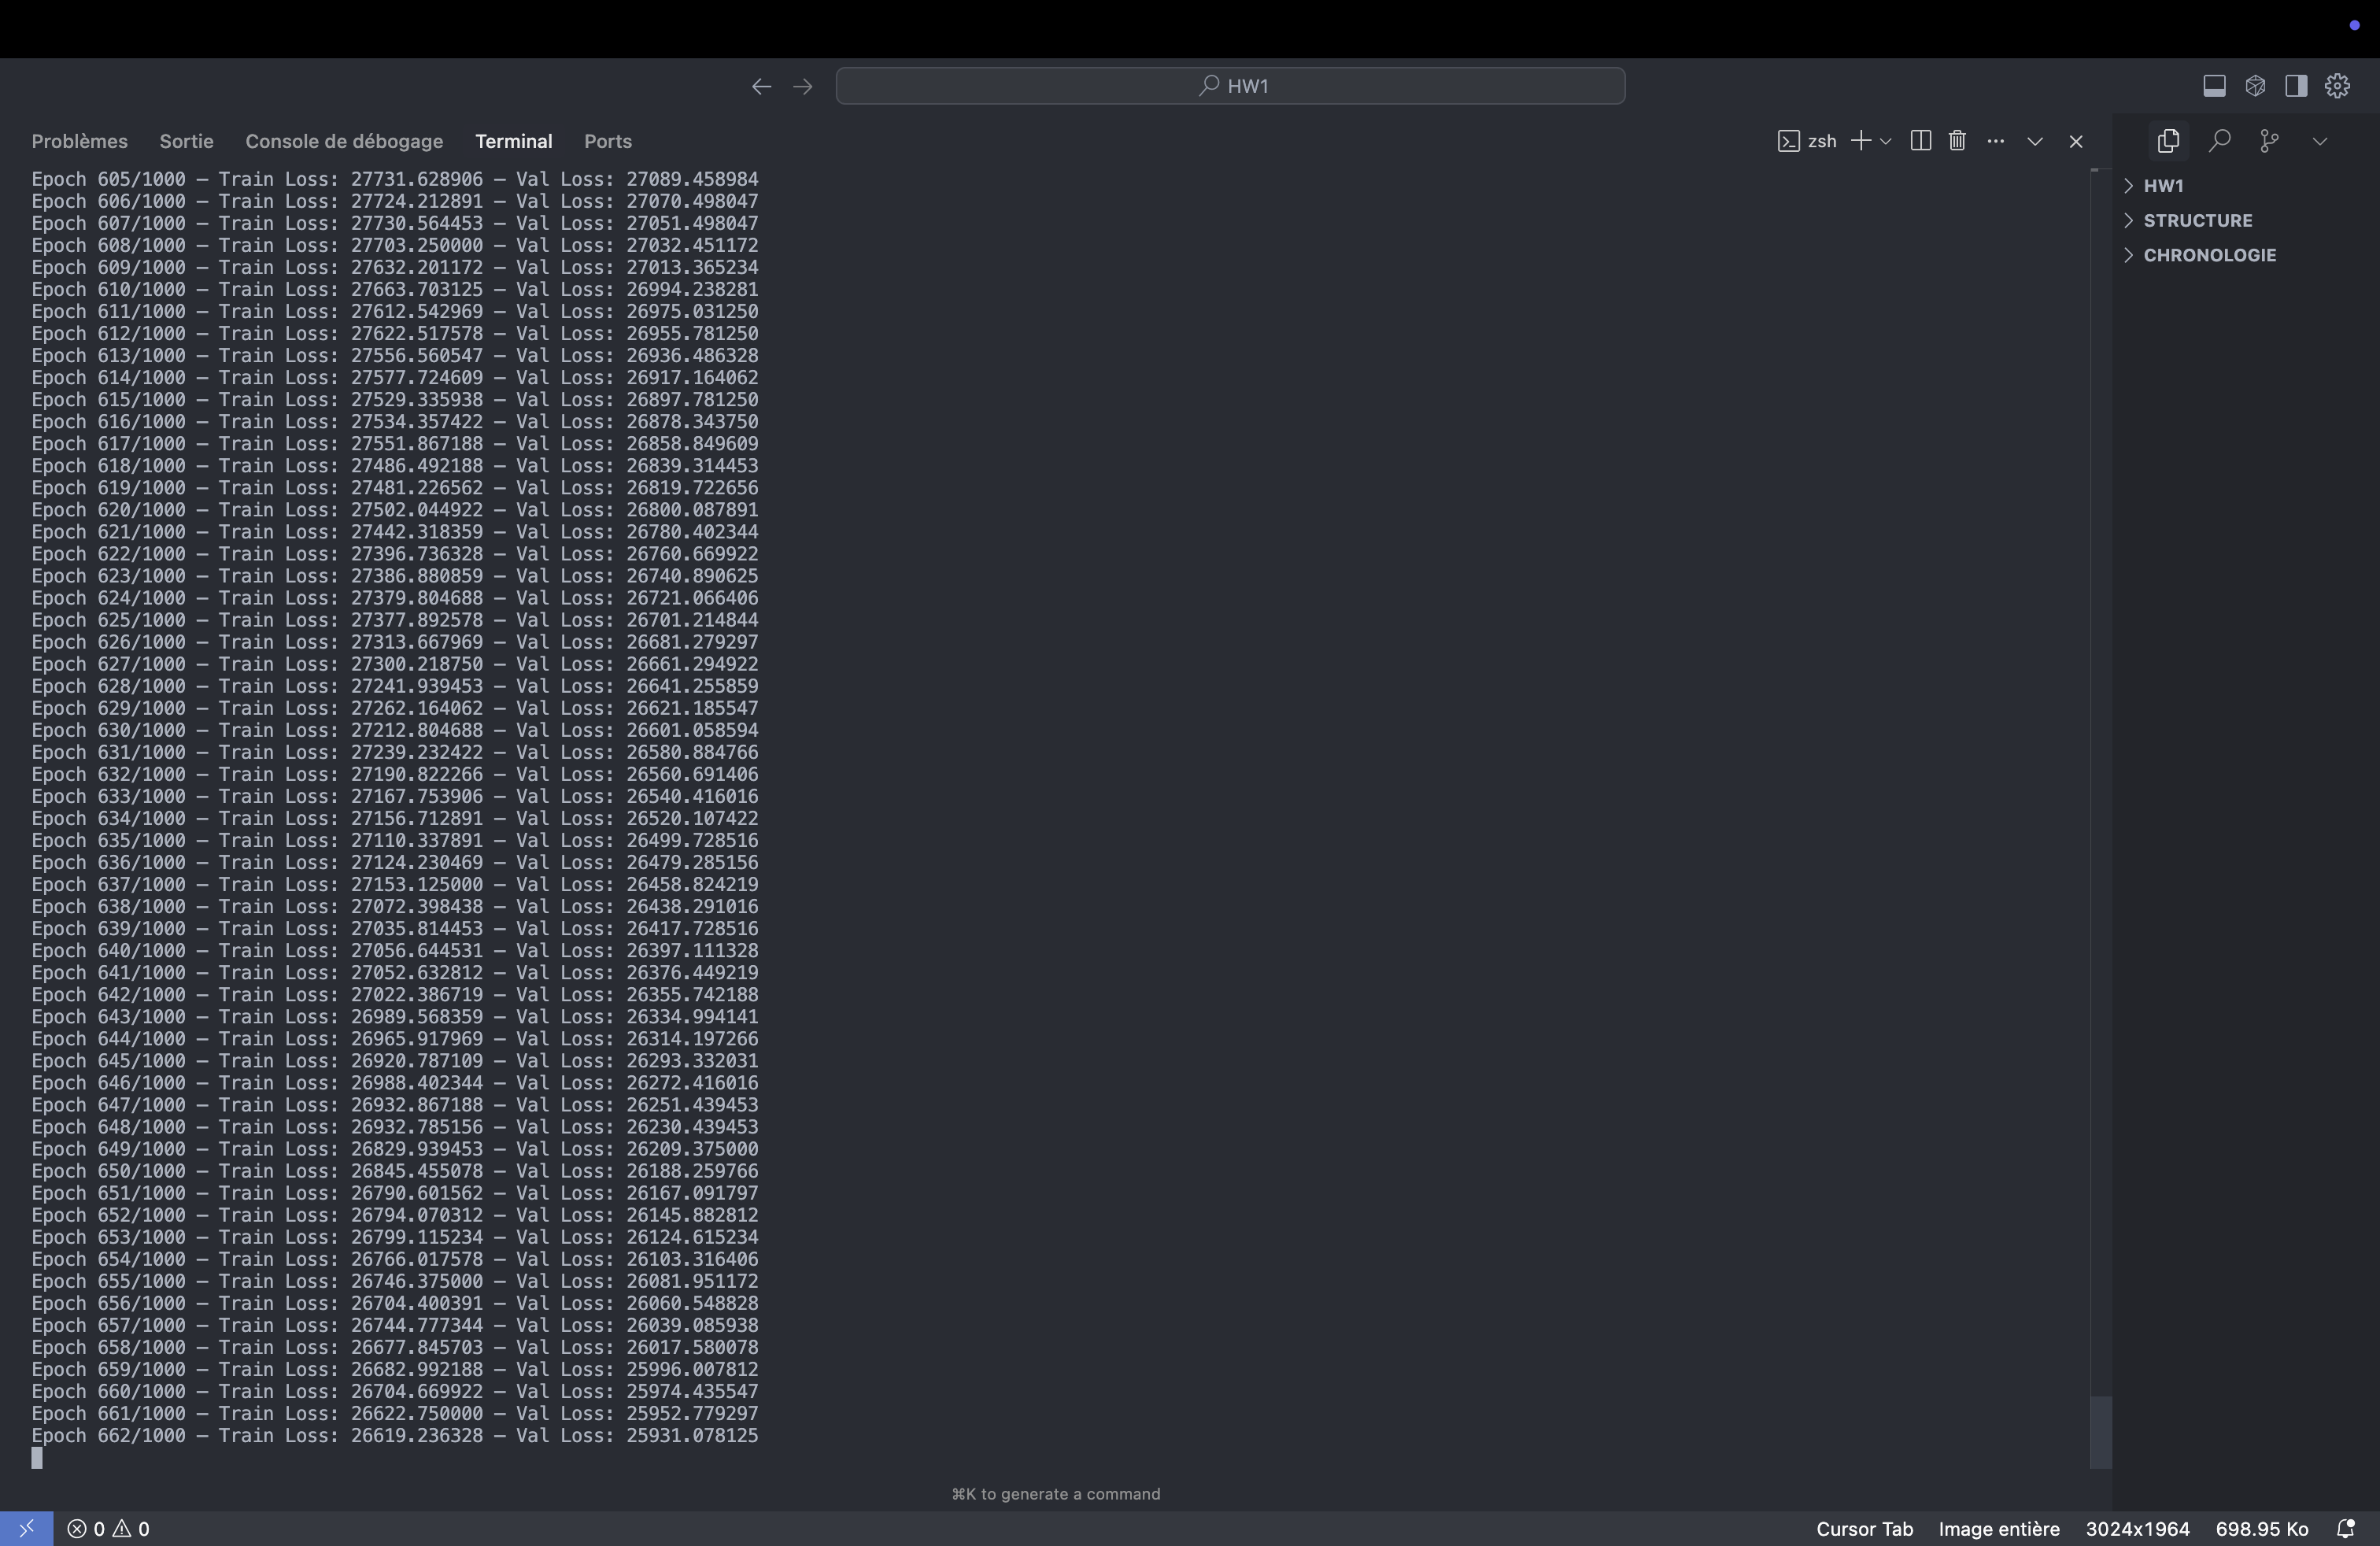 HW1
Problèmes Sortie Console de débogage Terminal Ports zsh
Epoch 605/1000 — Train Loss: 27731.628906 — Val Loss: 27089.458984
Epoch 606/1000 — Train Loss: 27724.212891 — Val Loss: 27070.498047
Epoch 607/1000 — Train Loss: 27730.564453 — Val Loss: 27051.498047
Epoch 608/1000 — Train Loss: 27703.250000 — Val Loss: 27032.451172
Epoch 609/1000 — Train Loss: 27632.201172 — Val Loss: 27013.365234
Epoch 610/1000 — Train Loss: 27663.703125 — Val Loss: 26994.238281
Epoch 611/1000 — Train Loss: 27612.542969 — Val Loss: 26975.031250
Epoch 612/1000 — Train Loss: 27622.517578 — Val Loss: 26955.781250
Epoch 613/1000 — Train Loss: 27556.560547 — Val Loss: 26936.486328
Epoch 614/1000 — Train Loss: 27577.724609 — Val Loss: 26917.164062
Epoch 615/1000 — Train Loss: 27529.335938 — Val Loss: 26897.781250
Epoch 616/1000 — Train Loss: 27534.357422 — Val Loss: 26878.343750
Epoch 617/1000 — Train Loss: 27551.867188 — Val Loss: 26858.849609
Epoch 618/1000 — Train Loss: 27486.492188 — Val Loss: 26839.314453
Epoch 619/1000 — Train Loss: 27481.226562 — Val Loss: 26819.722656
Epoch 620/1000 — Train Loss: 27502.044922 — Val Loss: 26800.087891
Epoch 621/1000 — Train Loss: 27442.318359 — Val Loss: 26780.402344
Epoch 622/1000 — Train Loss: 27396.736328 — Val Loss: 26760.669922
Epoch 623/1000 — Train Loss: 27386.880859 — Val Loss: 26740.890625
Epoch 624/1000 — Train Loss: 27379.804688 — Val Loss: 26721.066406
Epoch 625/1000 — Train Loss: 27377.892578 — Val Loss: 26701.214844
Epoch 626/1000 — Train Loss: 27313.667969 — Val Loss: 26681.279297
Epoch 627/1000 — Train Loss: 27300.218750 — Val Loss: 26661.294922
Epoch 628/1000 — Train Loss: 27241.939453 — Val Loss: 26641.255859
Epoch 629/1000 — Train Loss: 27262.164062 — Val Loss: 26621.185547
Epoch 630/1000 — Train Loss: 27212.804688 — Val Loss: 26601.058594
Epoch 631/1000 — Train Loss: 27239.232422 — Val Loss: 26580.884766
Epoch 632/1000 — Train Loss: 27190.822266 — Val Loss: 26560.691406
Epoch 633/1000 — Train Loss: 27167.753906 — Val Loss: 26540.416016
Epoch 634/1000 — Train Loss: 27156.712891 — Val Loss: 26520.107422
Epoch 635/1000 — Train Loss: 27110.337891 — Val Loss: 26499.728516
Epoch 636/1000 — Train Loss: 27124.230469 — Val Loss: 26479.285156
Epoch 637/1000 — Train Loss: 27153.125000 — Val Loss: 26458.824219
Epoch 638/1000 — Train Loss: 27072.398438 — Val Loss: 26438.291016
Epoch 639/1000 — Train Loss: 27035.814453 — Val Loss: 26417.728516
Epoch 640/1000 — Train Loss: 27056.644531 — Val Loss: 26397.111328
Epoch 641/1000 — Train Loss: 27052.632812 — Val Loss: 26376.449219
Epoch 642/1000 — Train Loss: 27022.386719 — Val Loss: 26355.742188
Epoch 643/1000 — Train Loss: 26989.568359 — Val Loss: 26334.994141
Epoch 644/1000 — Train Loss: 26965.917969 — Val Loss: 26314.197266
Epoch 645/1000 — Train Loss: 26920.787109 — Val Loss: 26293.332031
Epoch 646/1000 — Train Loss: 26988.402344 — Val Loss: 26272.416016
Epoch 647/1000 — Train Loss: 26932.867188 — Val Loss: 26251.439453
Epoch 648/1000 — Train Loss: 26932.785156 — Val Loss: 26230.439453
Epoch 649/1000 — Train Loss: 26829.939453 — Val Loss: 26209.375000
Epoch 650/1000 — Train Loss: 26845.455078 — Val Loss: 26188.259766
Epoch 651/1000 — Train Loss: 26790.601562 — Val Loss: 26167.091797
Epoch 652/1000 — Train Loss: 26794.070312 — Val Loss: 26145.882812
Epoch 653/1000 — Train Loss: 26799.115234 — Val Loss: 26124.615234
Epoch 654/1000 — Train Loss: 26766.017578 — Val Loss: 26103.316406
Epoch 655/1000 — Train Loss: 26746.375000 — Val Loss: 26081.951172
Epoch 656/1000 — Train Loss: 26704.400391 — Val Loss: 26060.548828
Epoch 657/1000 — Train Loss: 26744.777344 — Val Loss: 26039.085938
Epoch 658/1000 — Train Loss: 26677.845703 — Val Loss: 26017.580078
Epoch 659/1000 — Train Loss: 26682.992188 — Val Loss: 25996.007812
Epoch 660/1000 — Train Loss: 26704.669922 — Val Loss: 25974.435547
Epoch 661/1000 — Train Loss: 26622.750000 — Val Loss: 25952.779297
Epoch 662/1000 — Train Loss: 26619.236328 — Val Loss: 25931.078125
⌘K to generate a command
HW1
STRUCTURE
CHRONOLOGIE
0 0 Cursor Tab Image entière 3024x1964 698.95 Ko